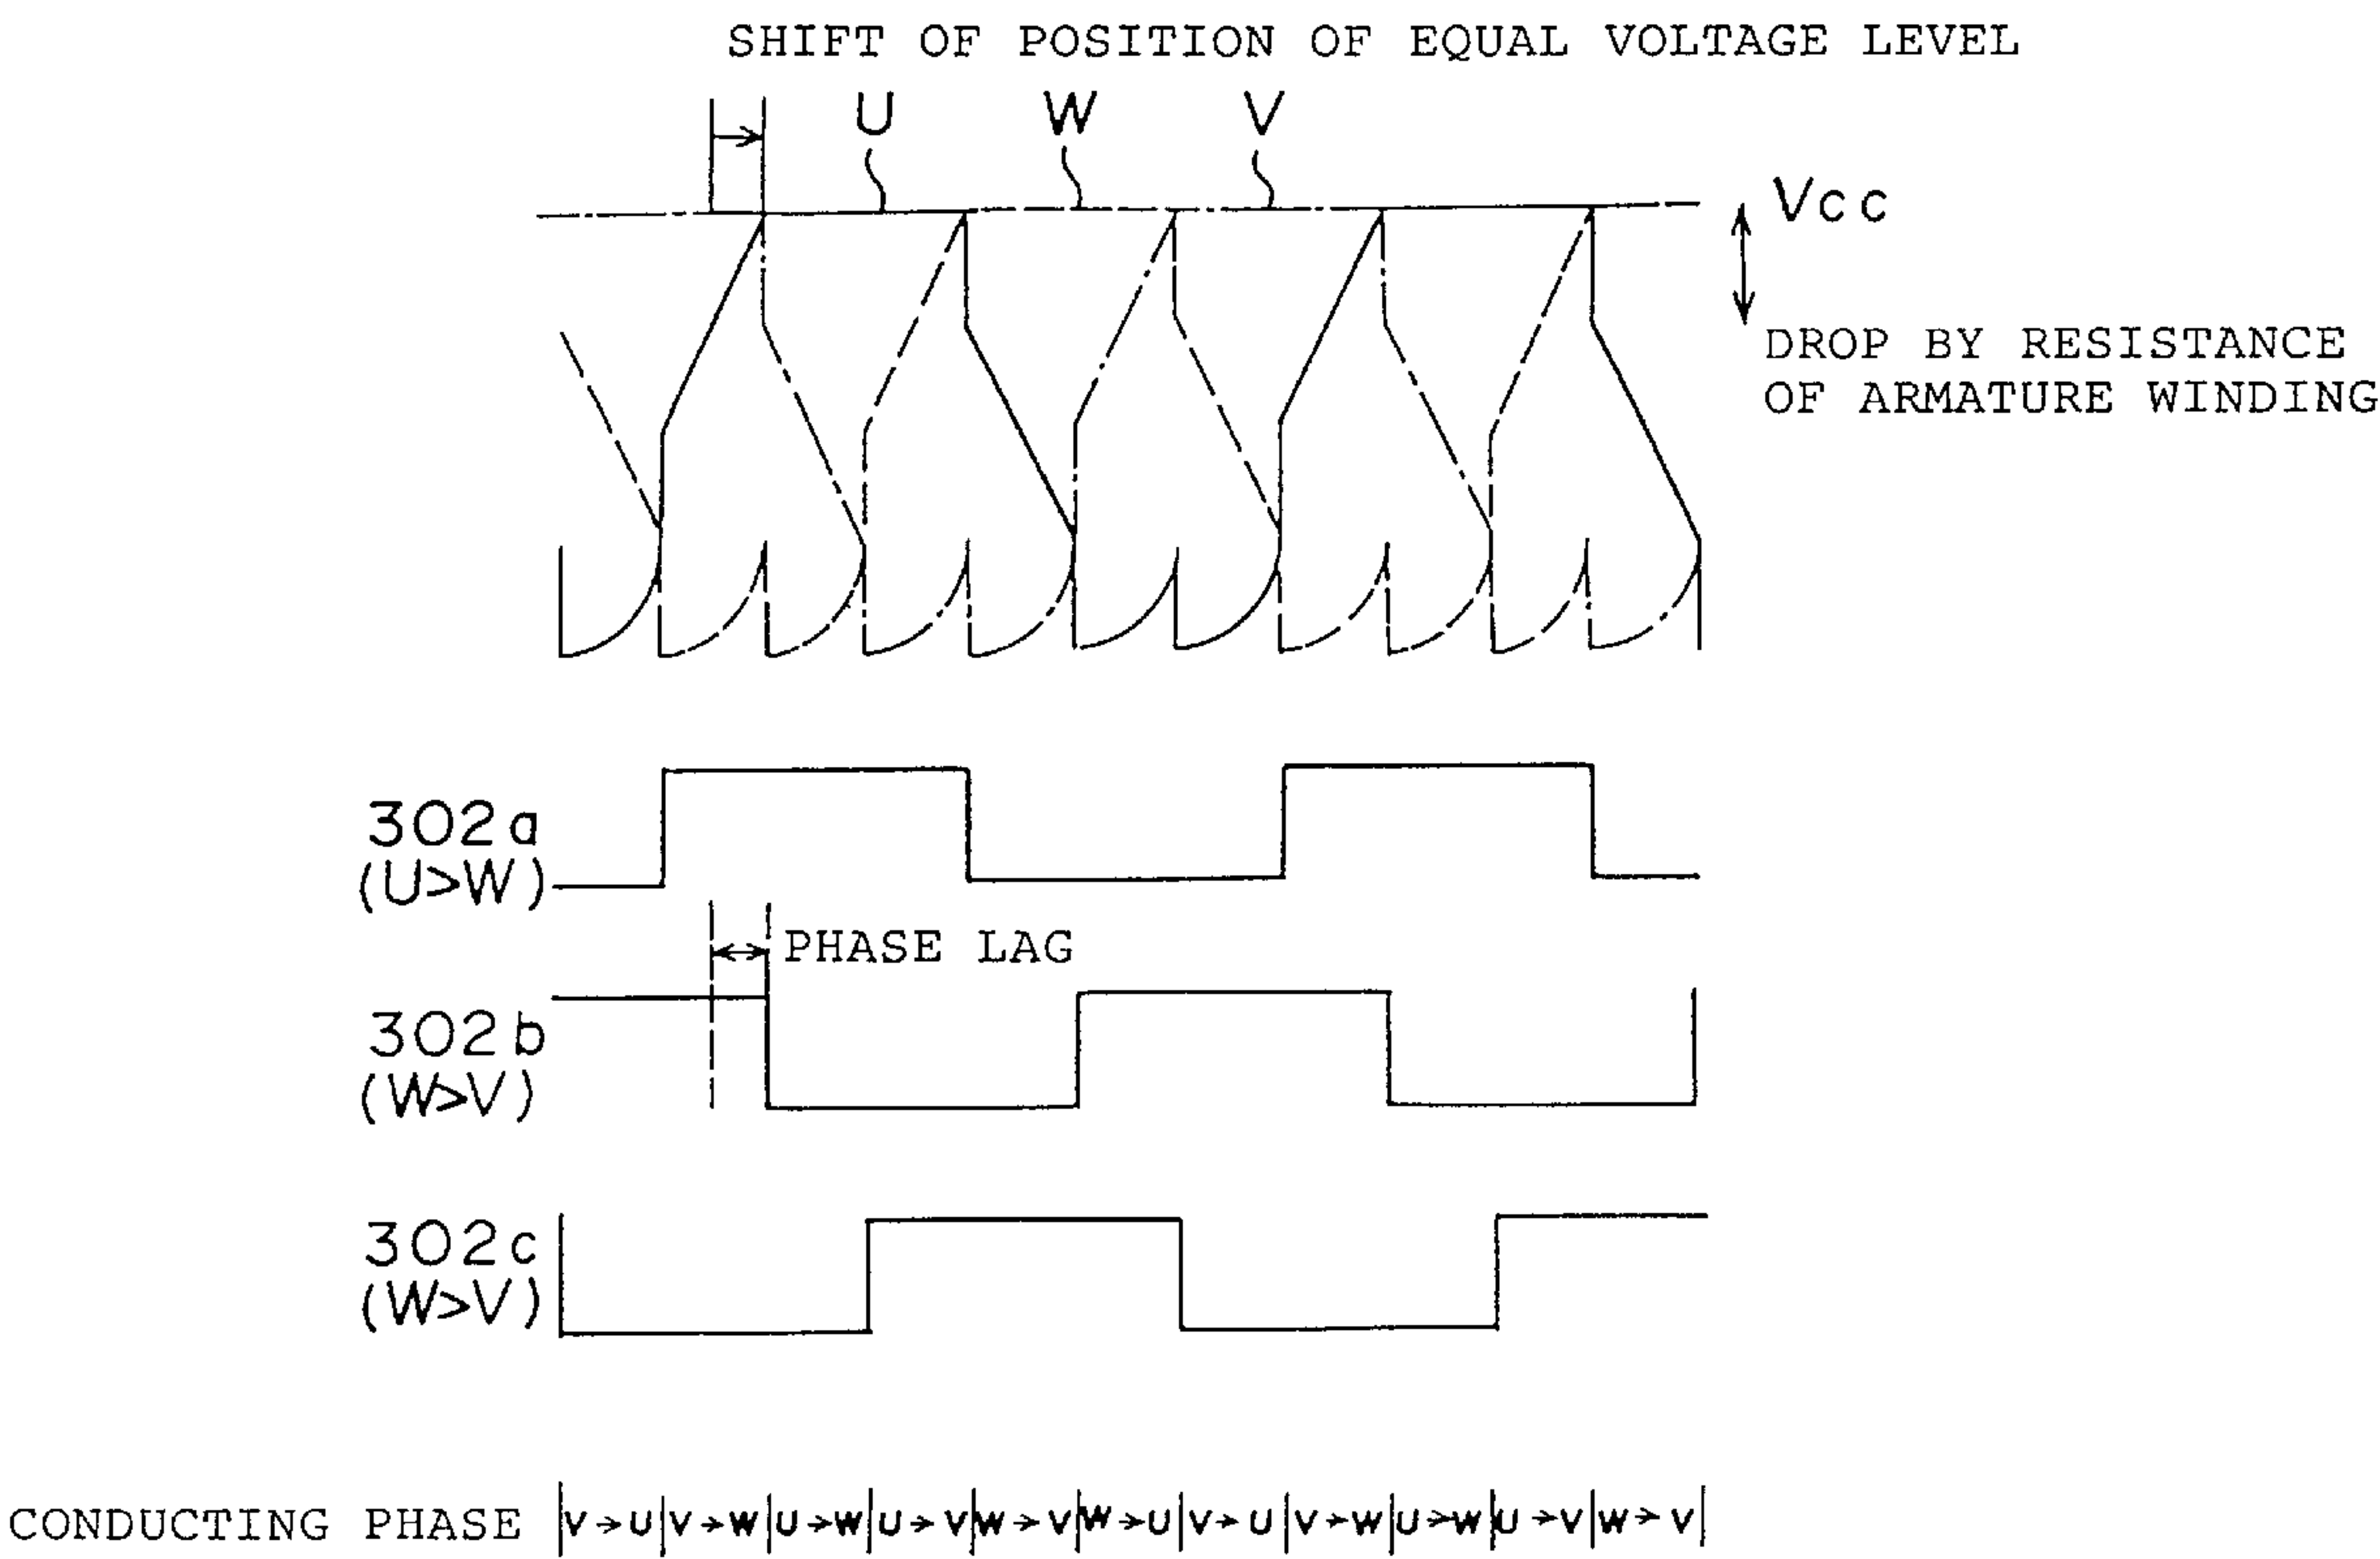 SHIFT OF POSITION OF EQUAL VOLTAGE LEVEL
U W V
Vcc
DROP BY RESISTANCE
OF ARMATURE WINDING
302a
(U>W)
PHASE LAG
302b
(W>V)
302c
(W>V)
CONDUCTING PHASE |V→U|V→W|U→W|U→V|W→V|W→U|V→U|V→W|U→W|U→V|W→V|